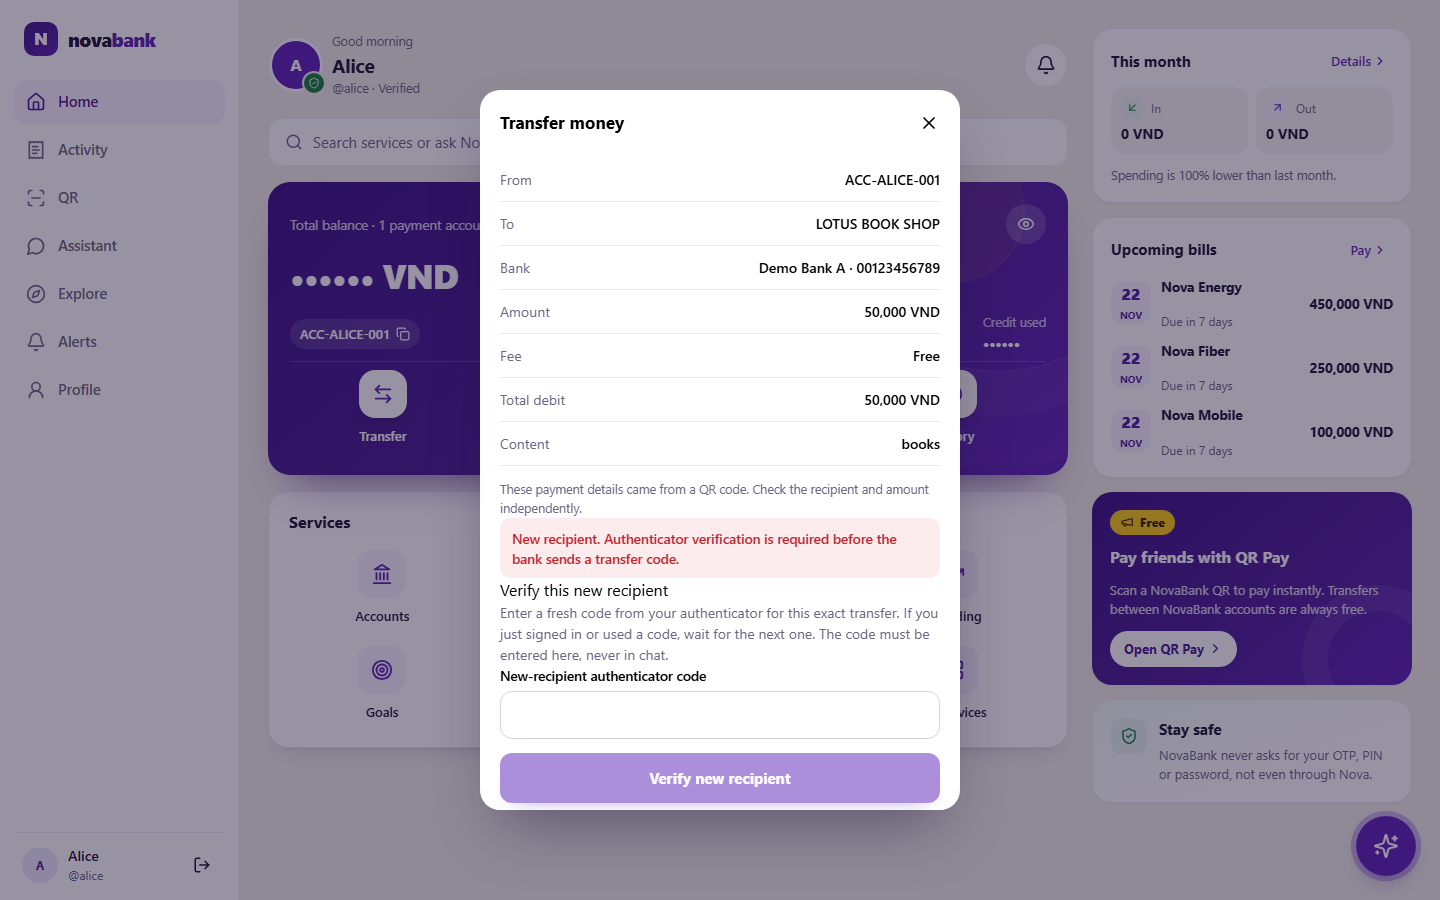 N novabank
Home
Activity
QR
Assistant
Explore
Alerts
Profile
A
Alice
@alice
A
Good morning
Alice
@alice · Verified
Search services or ask No
Total balance · 1 payment accou
•••••• VND
ACC-ALICE-001
Credit used
••••••
Transfer
ory
Services
Accounts
Goals
ling
vices
Transfer money
From ACC-ALICE-001
To LOTUS BOOK SHOP
Bank Demo Bank A · 00123456789
Amount 50,000 VND
Fee Free
Total debit 50,000 VND
Content books
These payment details came from a QR code. Check the recipient and amount
independently.
New recipient. Authenticator verification is required before the
bank sends a transfer code.
Verify this new recipient
Enter a fresh code from your authenticator for this exact transfer. If you
just signed in or used a code, wait for the next one. The code must be
entered here, never in chat.
New-recipient authenticator code
Verify new recipient
This month Details
In Out
0 VND 0 VND
Spending is 100% lower than last month.
Upcoming bills Pay
22 NOV
Nova Energy
Due in 7 days
450,000 VND
22 NOV
Nova Fiber
Due in 7 days
250,000 VND
22 NOV
Nova Mobile
Due in 7 days
100,000 VND
Free
Pay friends with QR Pay
Scan a NovaBank QR to pay instantly. Transfers
between NovaBank accounts are always free.
Open QR Pay
Stay safe
NovaBank never asks for your OTP, PIN
or password, not even through Nova.